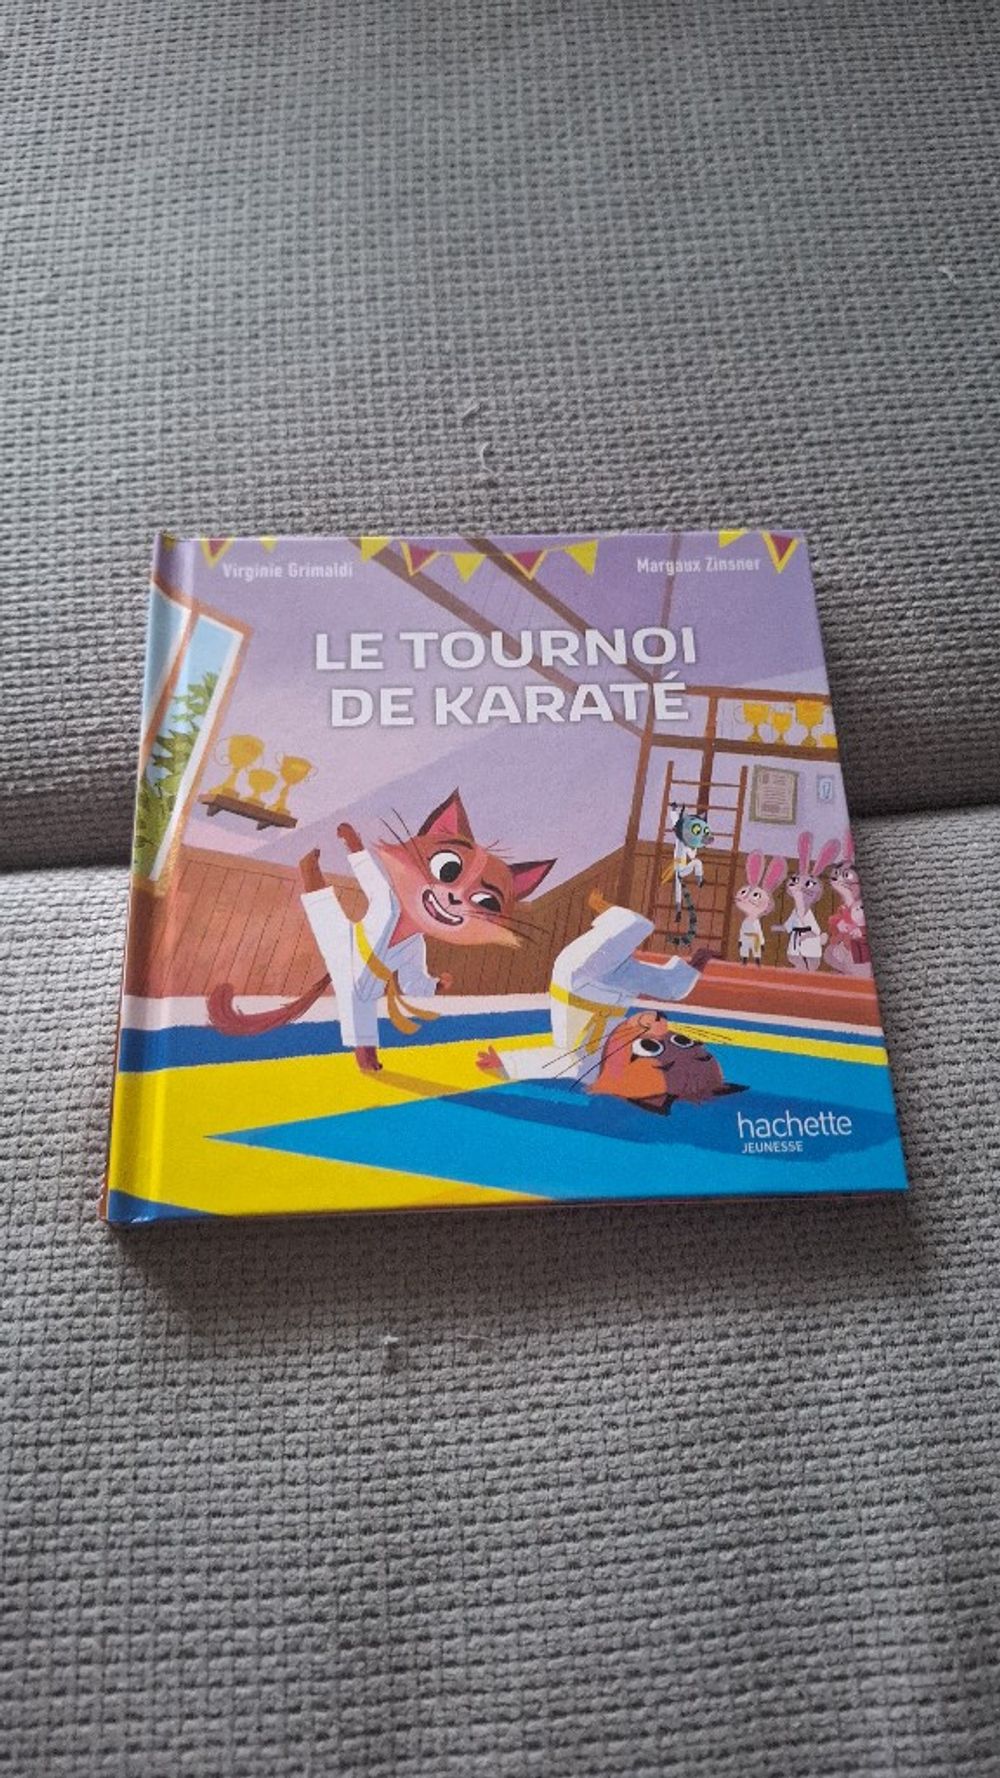 Virginie Grimaldi
Margaux Zinsner
LE TOURNOI
DE KARATÉ
hachette
JEUNESSE